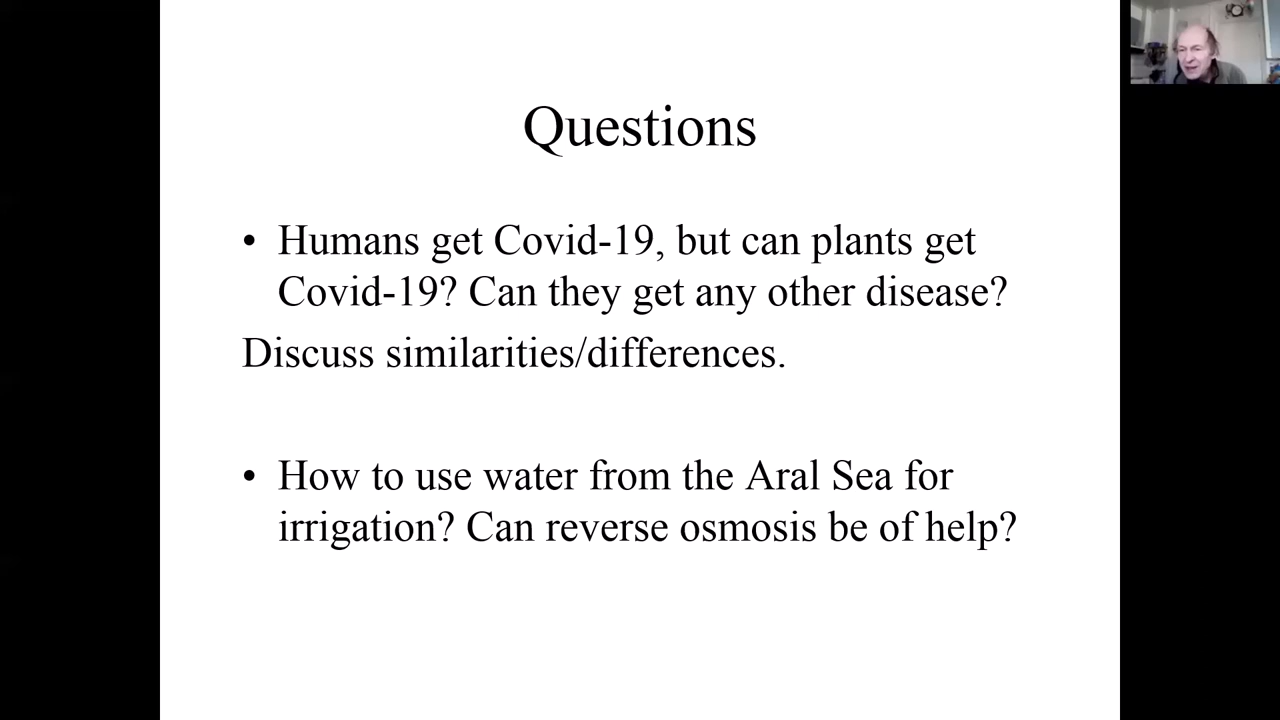 Questions
• Humans get Covid-19, but can plants get
Covid-19? Can they get any other disease?
Discuss similarities/differences.
• How to use water from the Aral Sea for
irrigation? Can reverse osmosis be of help?